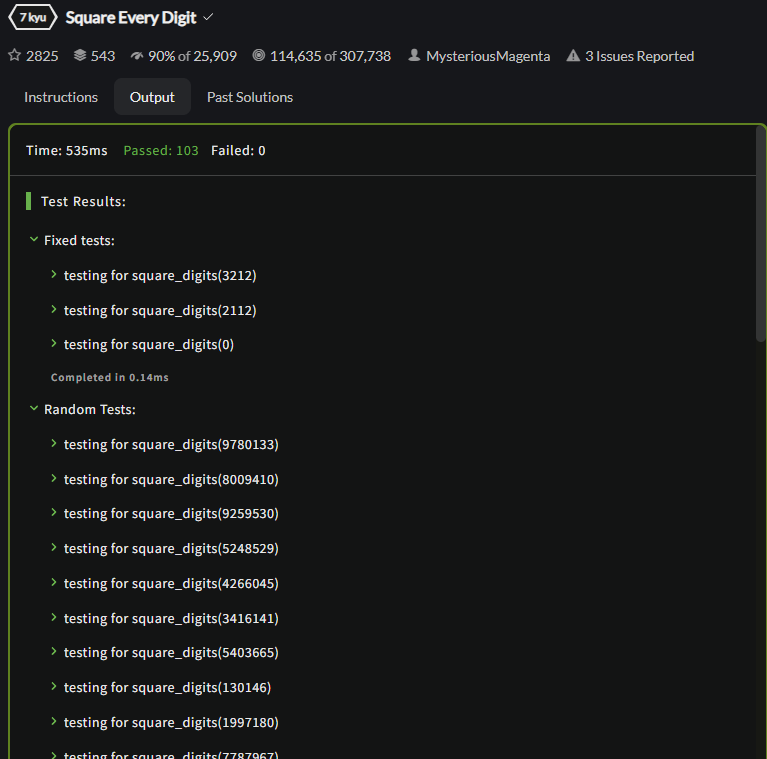 7 kyu Square Every Digit
2825 543 90% of 25,909 114,635 of 307,738 MysteriousMagenta 3 Issues Reported
Instructions Output Past Solutions
Time: 535ms Passed: 103 Failed: 0
Test Results:
Fixed tests:
testing for square_digits(3212)
testing for square_digits(2112)
testing for square_digits(0)
Completed in 0.14ms
Random Tests:
testing for square_digits(9780133)
testing for square_digits(8009410)
testing for square_digits(9259530)
testing for square_digits(5248529)
testing for square_digits(4266045)
testing for square_digits(3416141)
testing for square_digits(5403665)
testing for square_digits(130146)
testing for square_digits(1997180)
testing for square_digits(7787967)